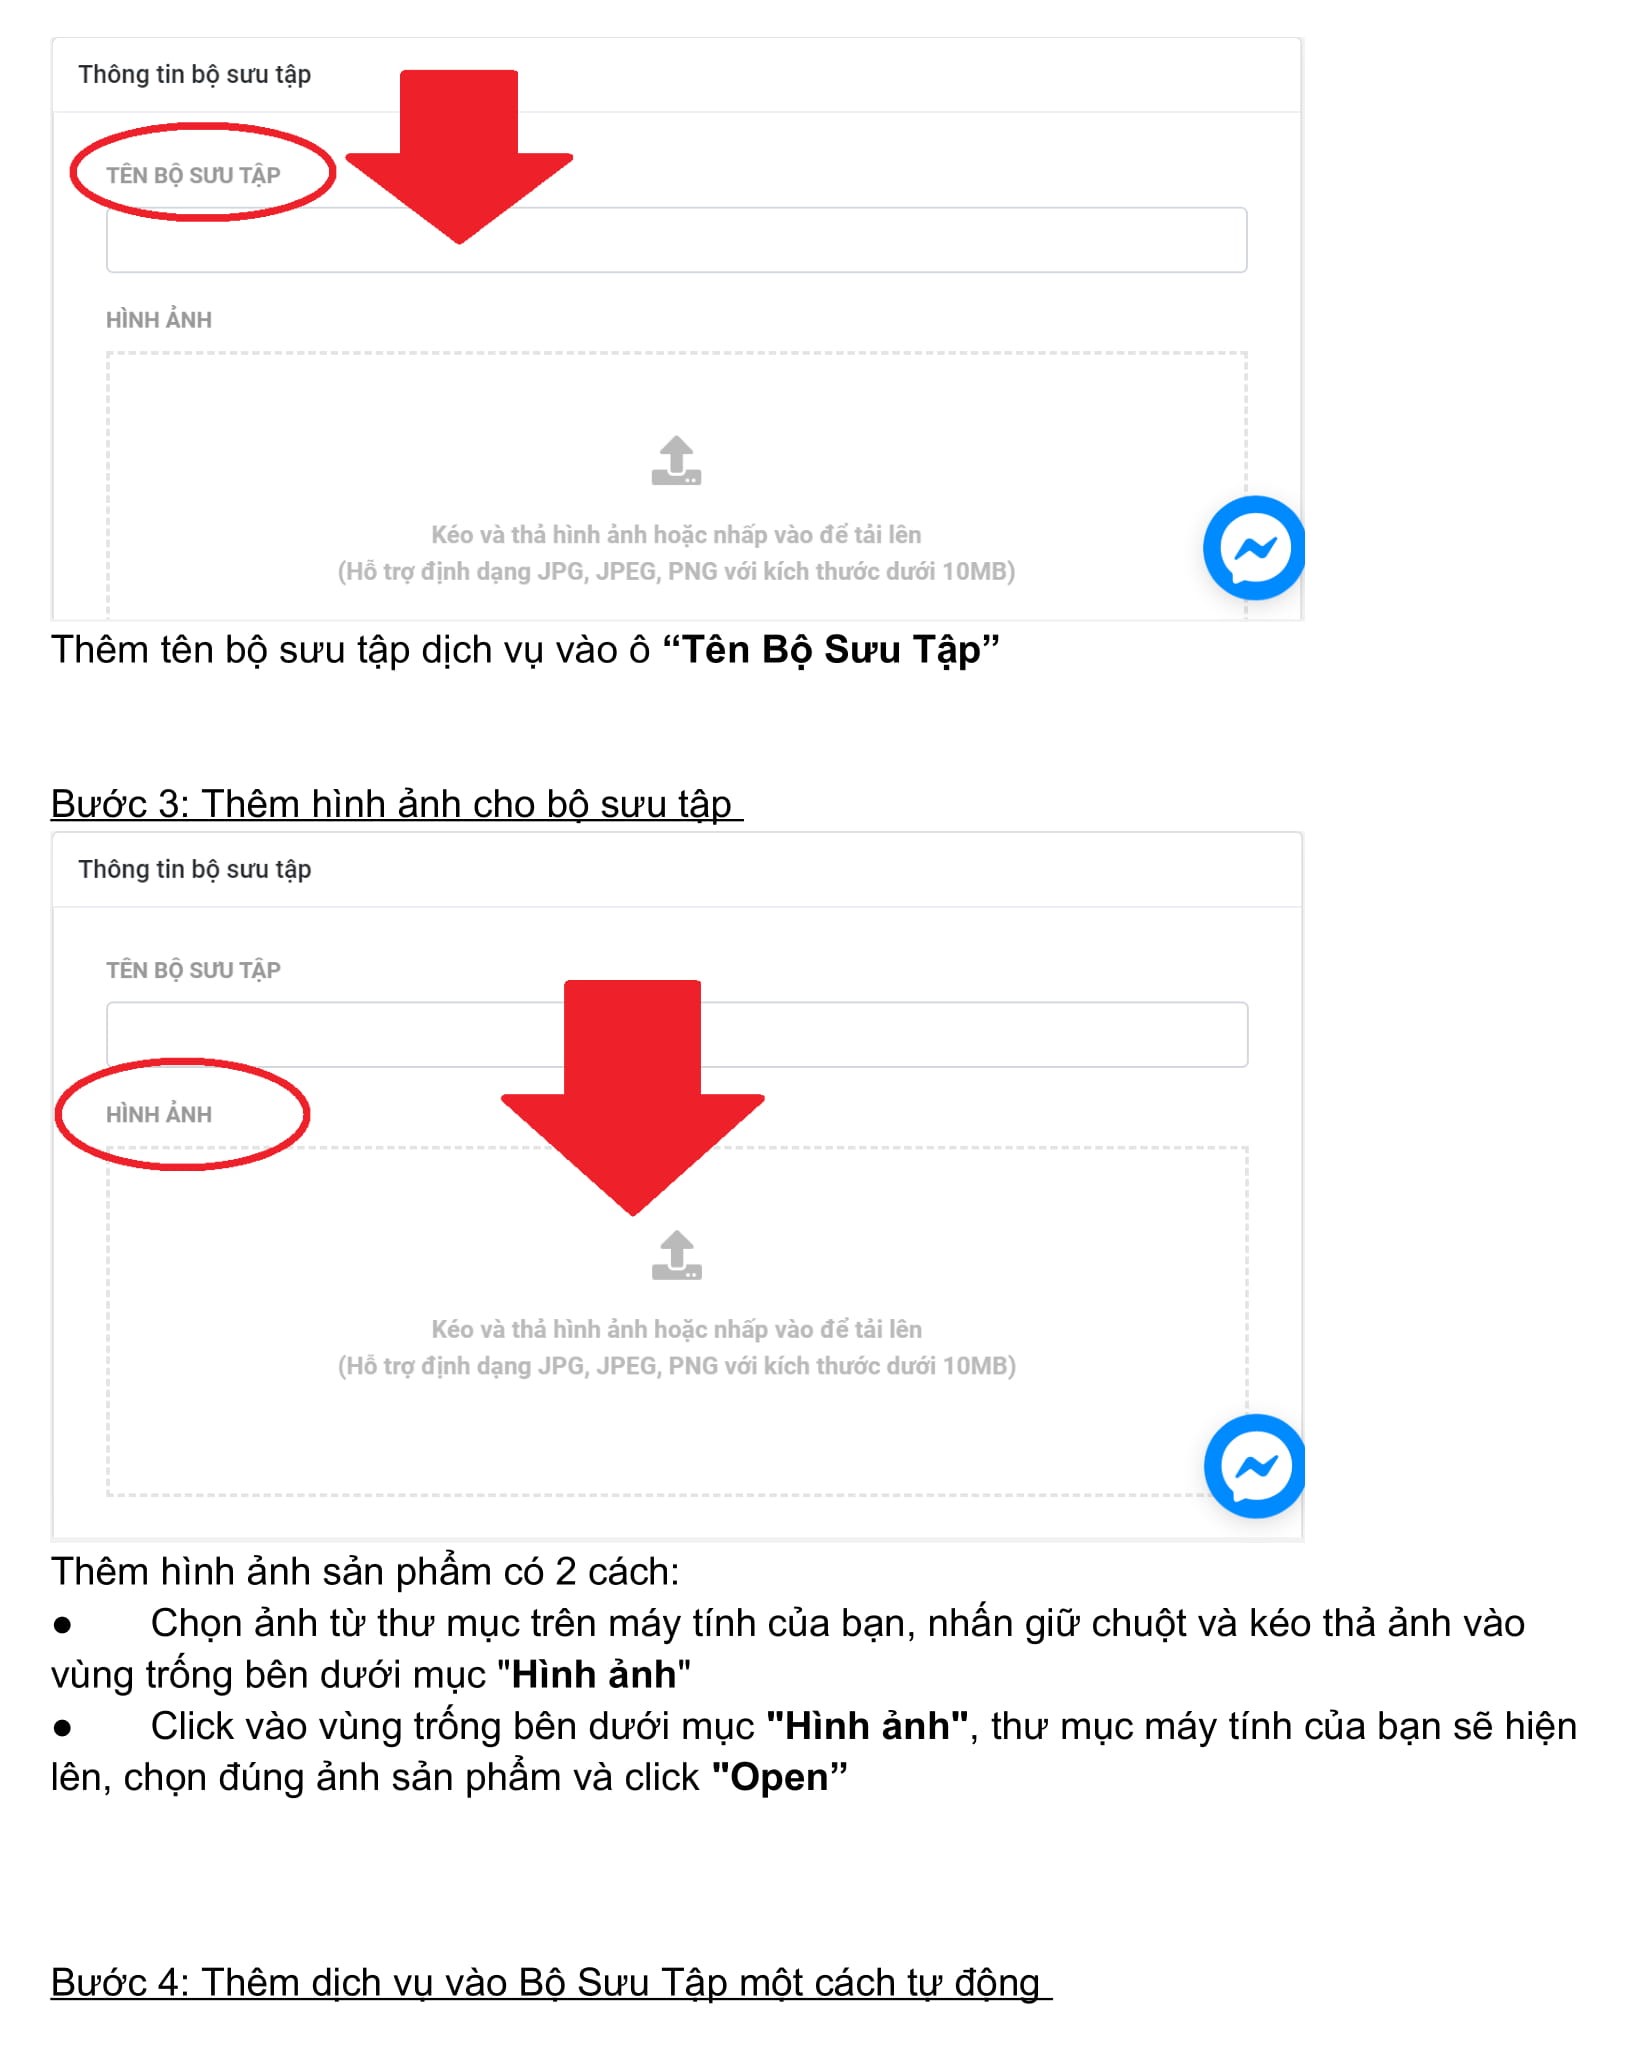 Thông tin bộ sưu tập
TÊN BỘ SƯU TẬP
HÌNH ẢNH
Kéo và thả hình ảnh hoặc nhấp vào để tải lên
(Hỗ trợ định dạng JPG, JPEG, PNG với kích thước dưới 10MB)
Thêm tên bộ sưu tập dịch vụ vào ô “Tên Bộ Sưu Tập”
Bước 3: Thêm hình ảnh cho bộ sưu tập
Thông tin bộ sưu tập
TÊN BỘ SƯU TẬP
HÌNH ẢNH
Kéo và thả hình ảnh hoặc nhấp vào để tải lên
(Hỗ trợ định dạng JPG, JPEG, PNG với kích thước dưới 10MB)
Thêm hình ảnh sản phẩm có 2 cách:
● Chọn ảnh từ thư mục trên máy tính của bạn, nhấn giữ chuột và kéo thả ảnh vào
vùng trống bên dưới mục "Hình ảnh"
● Click vào vùng trống bên dưới mục "Hình ảnh", thư mục máy tính của bạn sẽ hiện
lên, chọn đúng ảnh sản phẩm và click "Open”
Bước 4: Thêm dịch vụ vào Bộ Sưu Tập một cách tự động